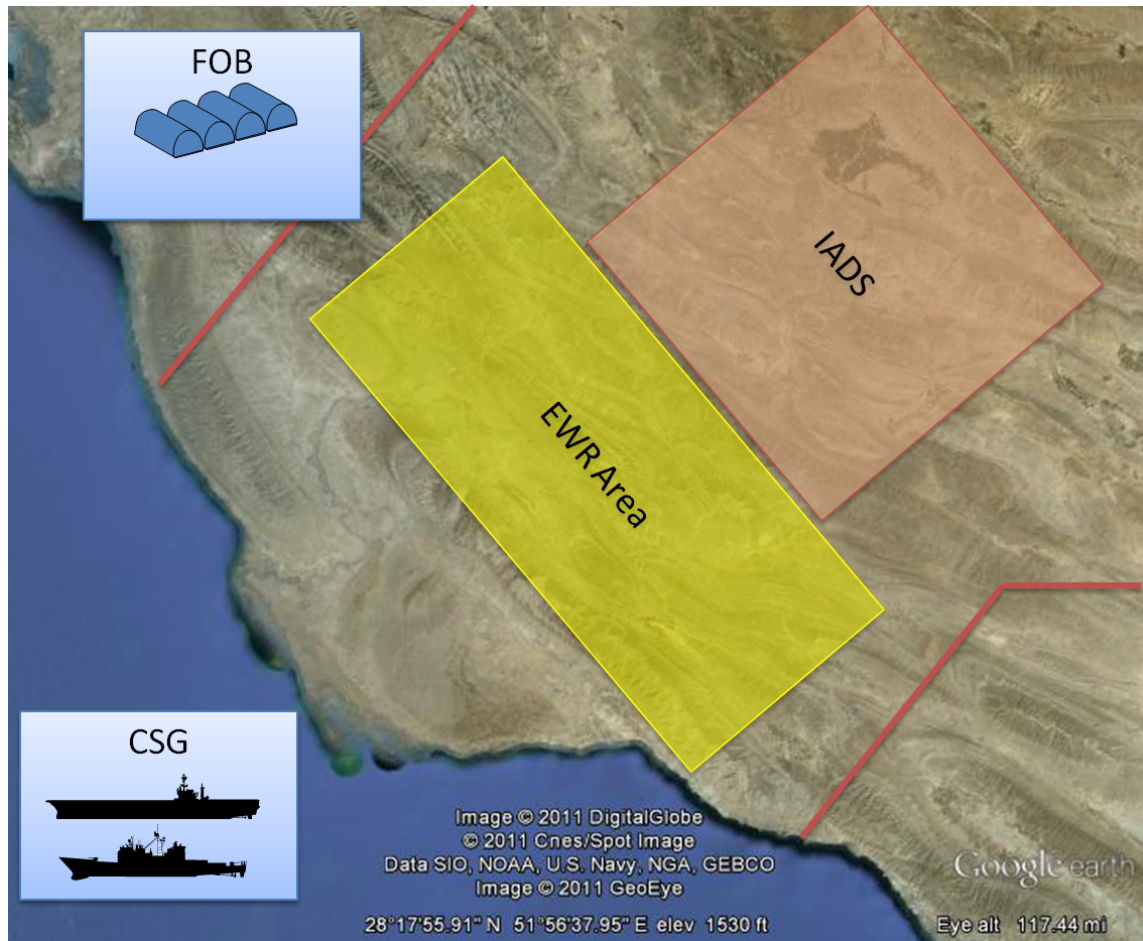 FOB
IADS
EWR Area
CSG
Image © 2011 DigitalGlobe
© 2011 Cnes/Spot Image
Data SIO, NOAA, U.S. Navy, NGA, GEBCO
Image © 2011 GeoEye
Google earth
28°17'55.91" N 51°56'37.95" E elev 1530 ft
Eye alt 117.44 mi